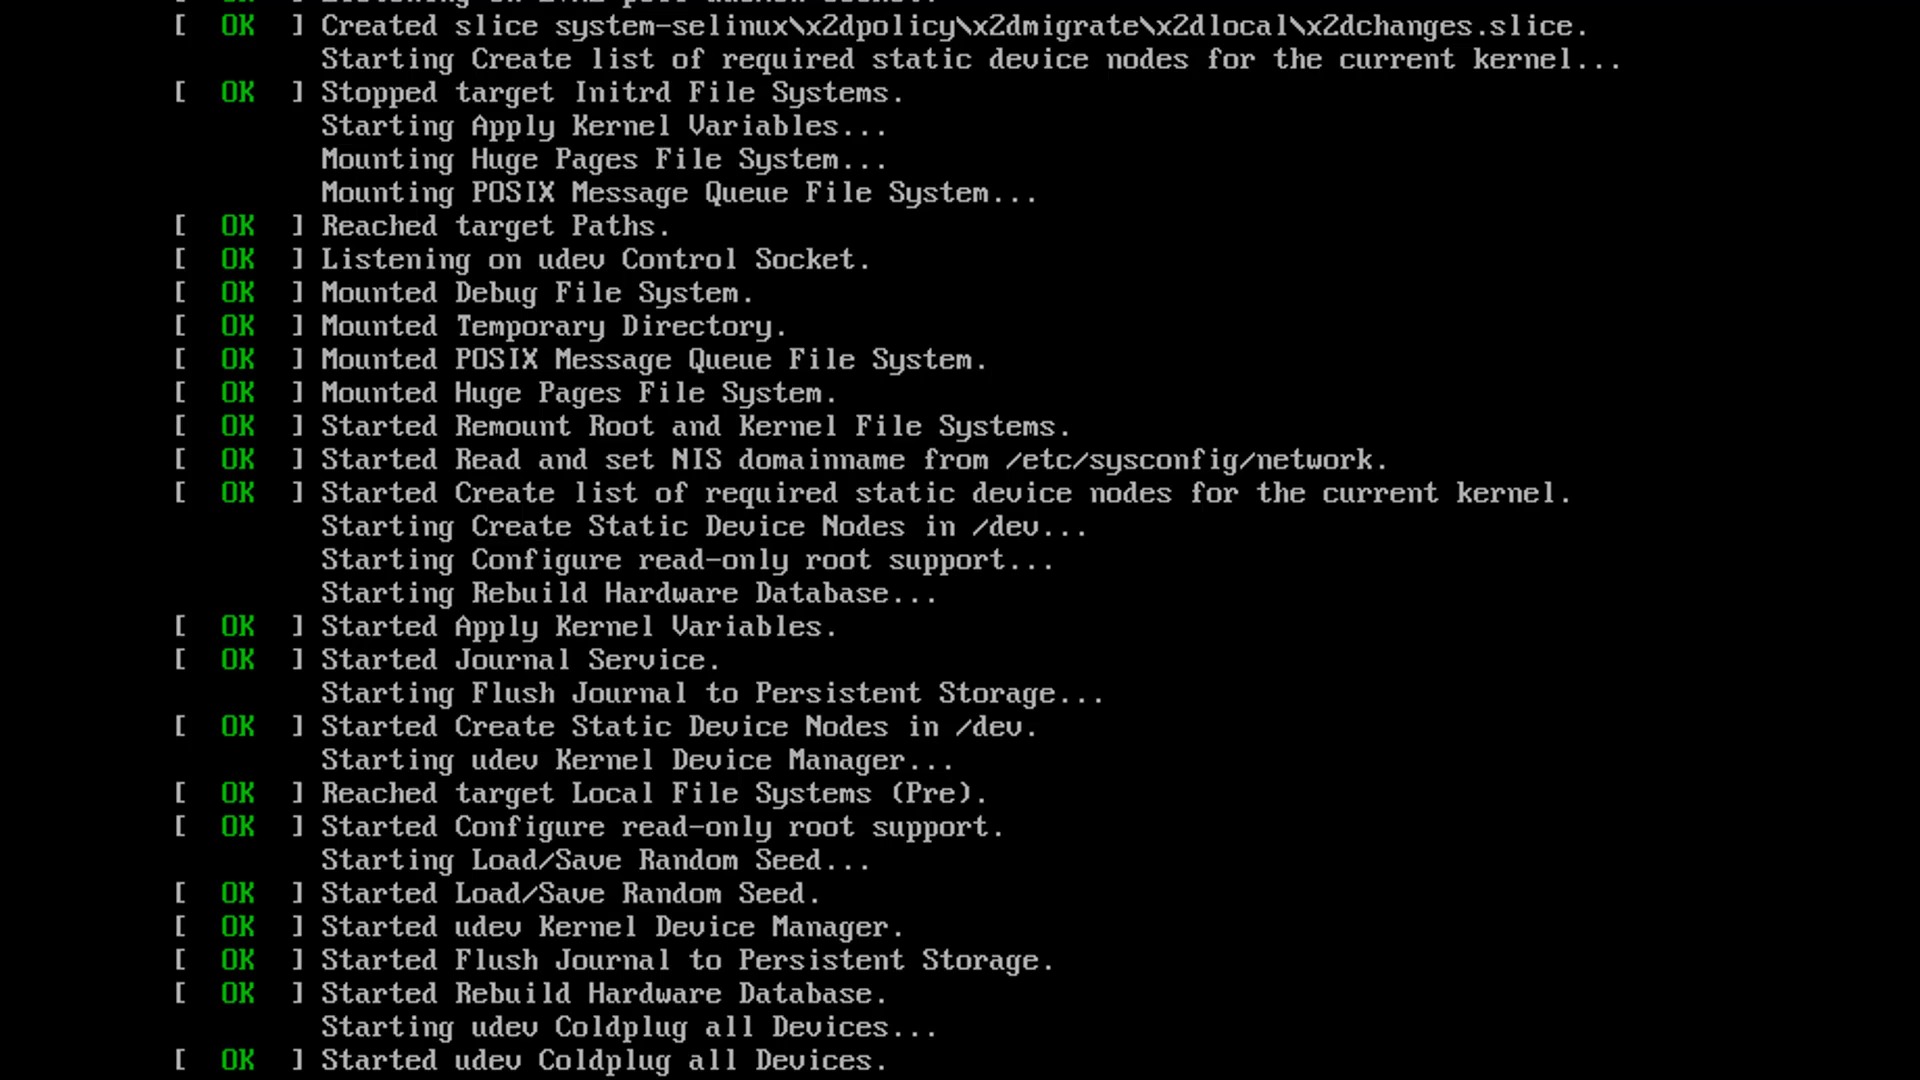 [  OK  ] Created slice system-selinux\x2dpolicy\x2dmigrate\x2dlocal\x2dchanges.slice.
Starting Create list of required static device nodes for the current kernel...
[  OK  ] Stopped target Initrd File Systems.
Starting Apply Kernel Variables...
Mounting Huge Pages File System...
Mounting POSIX Message Queue File System...
[  OK  ] Reached target Paths.
[  OK  ] Listening on udev Control Socket.
[  OK  ] Mounted Debug File System.
[  OK  ] Mounted Temporary Directory.
[  OK  ] Mounted POSIX Message Queue File System.
[  OK  ] Mounted Huge Pages File System.
[  OK  ] Started Remount Root and Kernel File Systems.
[  OK  ] Started Read and set NIS domainname from /etc/sysconfig/network.
[  OK  ] Started Create list of required static device nodes for the current kernel.
Starting Create Static Device Nodes in /dev...
Starting Configure read-only root support...
Starting Rebuild Hardware Database...
[  OK  ] Started Apply Kernel Variables.
[  OK  ] Started Journal Service.
Starting Flush Journal to Persistent Storage...
[  OK  ] Started Create Static Device Nodes in /dev.
Starting udev Kernel Device Manager...
[  OK  ] Reached target Local File Systems (Pre).
[  OK  ] Started Configure read-only root support.
Starting Load/Save Random Seed...
[  OK  ] Started Load/Save Random Seed.
[  OK  ] Started udev Kernel Device Manager.
[  OK  ] Started Flush Journal to Persistent Storage.
[  OK  ] Started Rebuild Hardware Database.
Starting udev Coldplug all Devices...
[  OK  ] Started udev Coldplug all Devices.